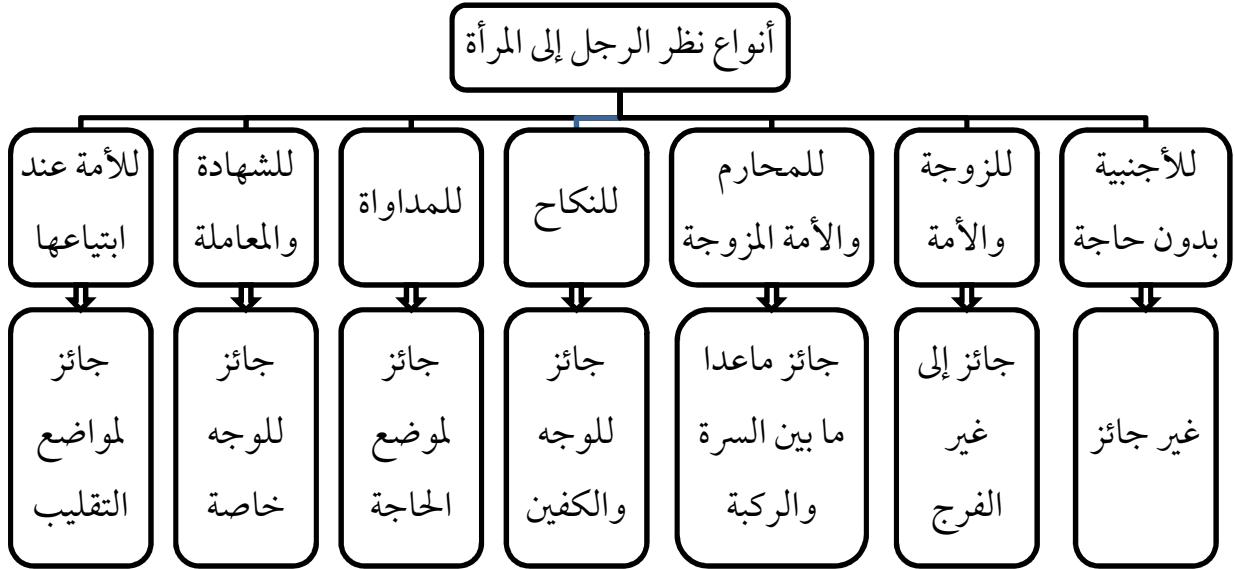 أنواع نظر الرجل إلى المرأة
للأجنبية
بدون حاجة
للزوجة
والأمة
للمحارم
والأمة المزوجة
للنكاح
للمداواة
للشهادة
والمعاملة
للأمة عند
ابتياعها
غير جائز
جائز إلى
غير
الفرج
جائز ماعدا
ما بين السرة
والركبة
جائز
للوجه
والكفين
جائز
لموضع
الحاجة
جائز
للوجه
خاصة
جائز
لمواضع
التقليب